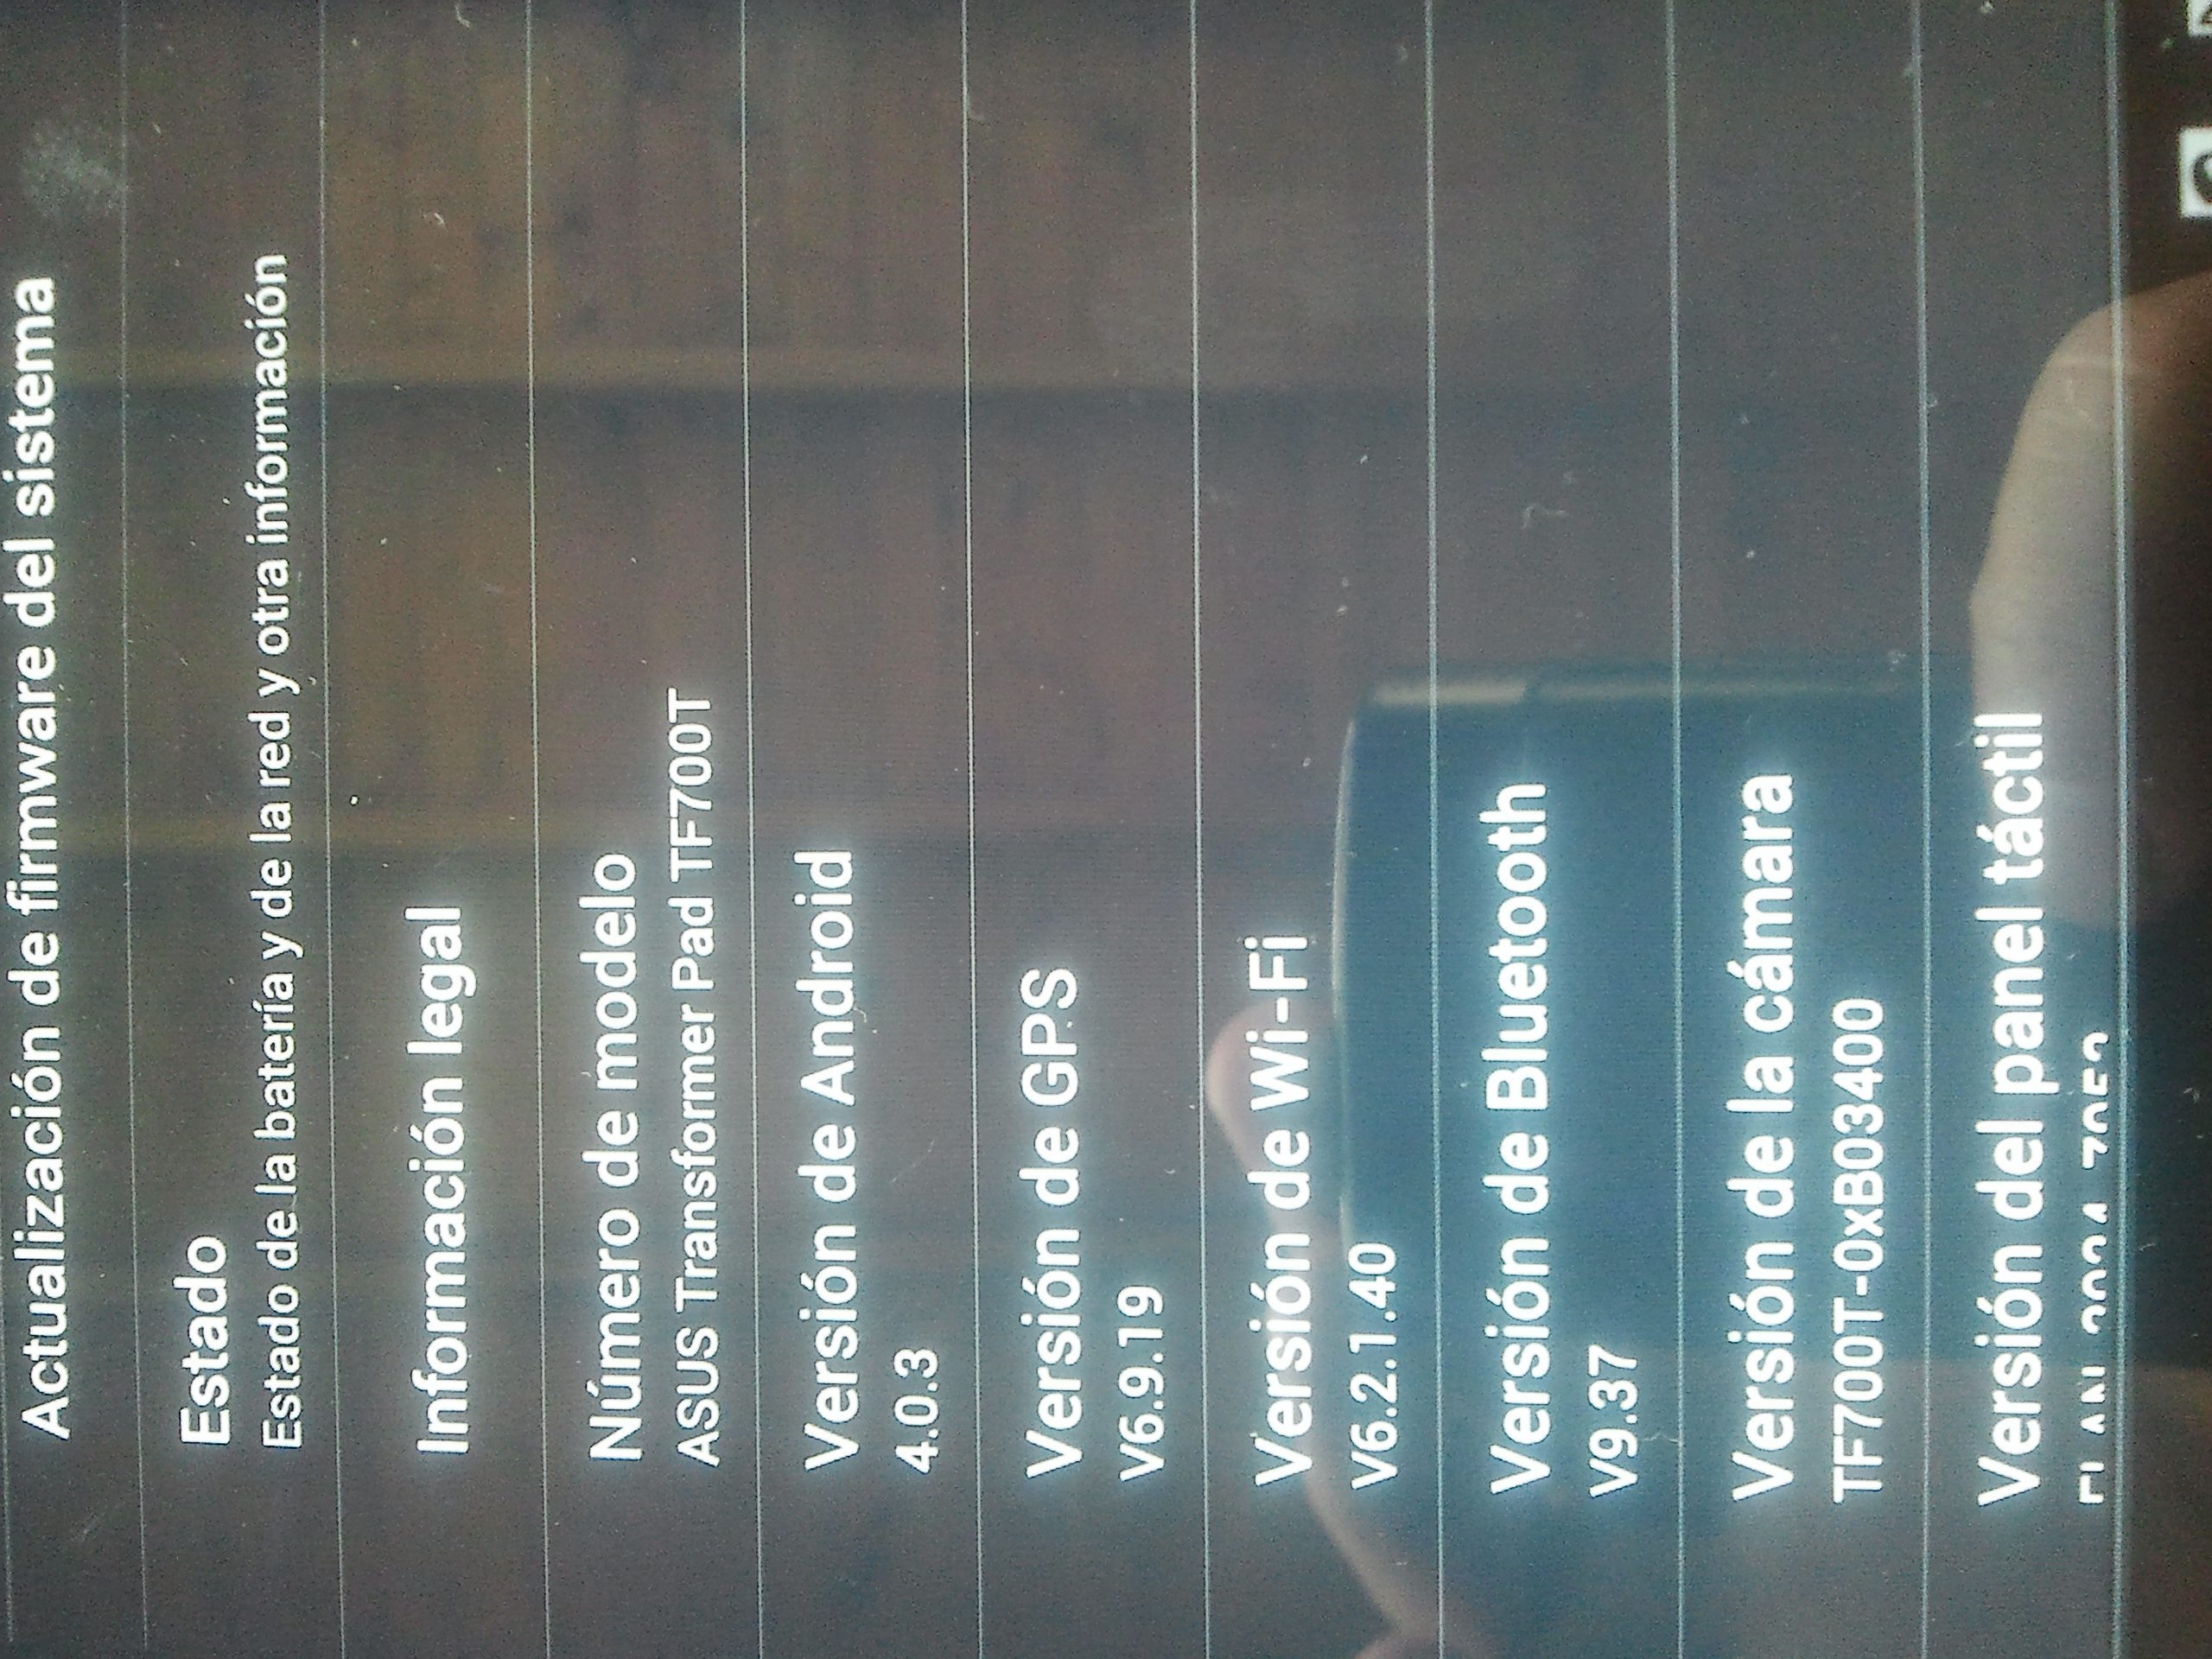 Actualización de firmware del sistema
Estado
Estado de la batería y de la red y otra información
Información legal
Número de modelo
ASUS Transformer Pad TF700T
Versión de Android
4.0.3
Versión de GPS
V6.9.19
Versión de Wi-Fi
V6.2.1.40
Versión de Bluetooth
V9.37
Versión de la cámara
TF700T-0xB03400
Versión del panel táctil